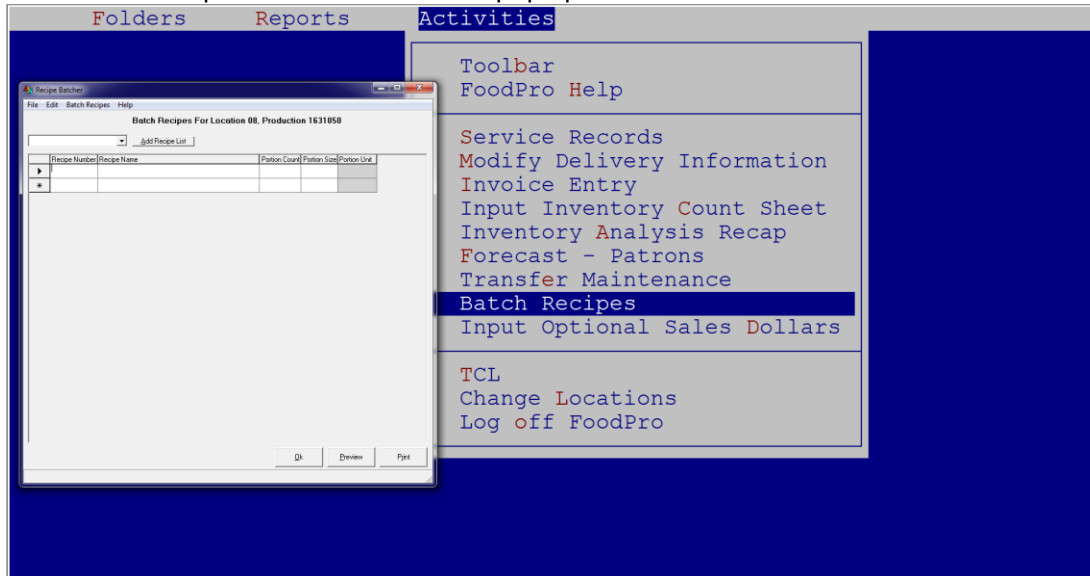 Folders Reports Activities
Toolbar
FoodPro Help
Service Records
Modify Delivery Information
Invoice Entry
Input Inventory Count Sheet
Inventory Analysis Recap
Forecast - Patrons
Transfer Maintenance
Batch Recipes
Input Optional Sales Dollars
TCL
Change Locations
Log off FoodPro
Recipe Batcher
File Edit Batch Recipes Help
Batch Recipes For Location 08, Production 1631050
Add Recipe List
Recipe Number Recipe Name Portion Count Portion Size Portion Unit
Ok Preview Print